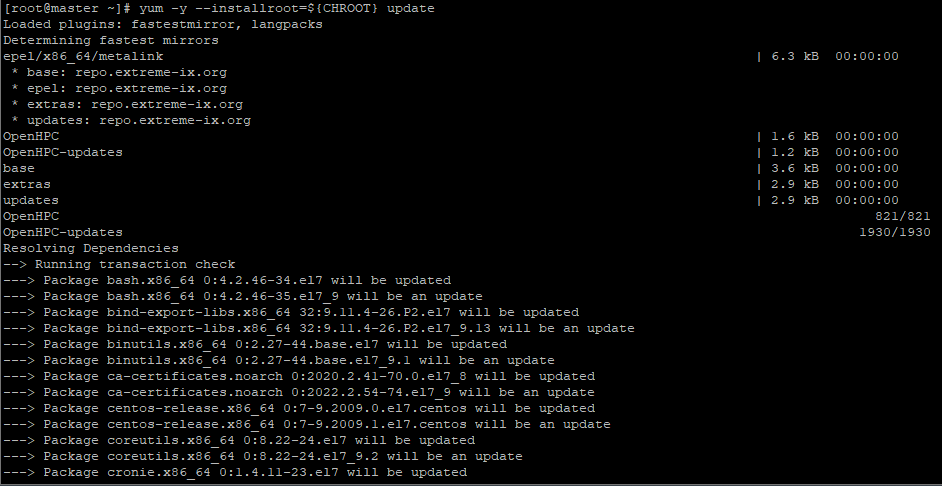 [root@master ~]# yum -y --installroot=${CHROOT} update
Loaded plugins: fastestmirror, langpacks
Determining fastest mirrors
epel/x86_64/metalink | 6.3 kB 00:00:00
* base: repo.extreme-ix.org
* epel: repo.extreme-ix.org
* extras: repo.extreme-ix.org
* updates: repo.extreme-ix.org
OpenHPC | 1.6 kB 00:00:00
OpenHPC-updates | 1.2 kB 00:00:00
base | 3.6 kB 00:00:00
extras | 2.9 kB 00:00:00
updates | 2.9 kB 00:00:00
OpenHPC 821/821
OpenHPC-updates 1930/1930
Resolving Dependencies
--> Running transaction check
---> Package bash.x86_64 0:4.2.46-34.el7 will be updated
---> Package bash.x86_64 0:4.2.46-35.el7_9 will be an update
---> Package bind-export-libs.x86_64 32:9.11.4-26.P2.el7 will be updated
---> Package bind-export-libs.x86_64 32:9.11.4-26.P2.el7_9.13 will be an update
---> Package binutils.x86_64 0:2.27-44.base.el7 will be updated
---> Package binutils.x86_64 0:2.27-44.base.el7_9.1 will be an update
---> Package ca-certificates.noarch 0:2020.2.41-70.0.el7_8 will be updated
---> Package ca-certificates.noarch 0:2022.2.54-74.el7_9 will be an update
---> Package centos-release.x86_64 0:7-9.2009.0.el7.centos will be updated
---> Package centos-release.x86_64 0:7-9.2009.1.el7.centos will be an update
---> Package coreutils.x86_64 0:8.22-24.el7 will be updated
---> Package coreutils.x86_64 0:8.22-24.el7_9.2 will be an update
---> Package cronie.x86_64 0:1.4.11-23.el7 will be updated